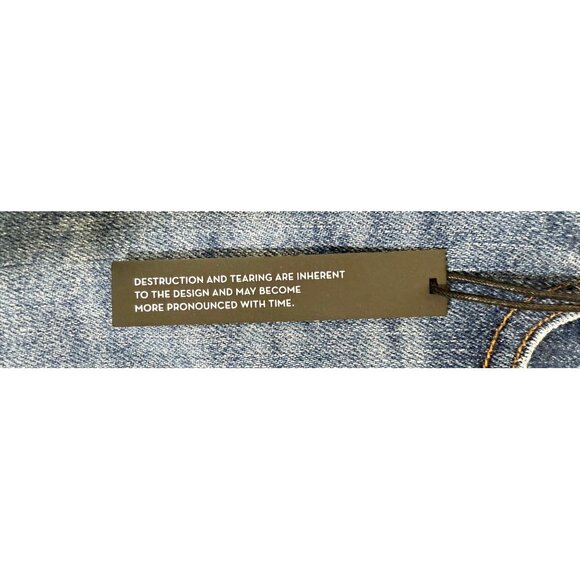 DESTRUCTION AND TEARING ARE INHERENT
TO THE DESIGN AND MAY BECOME
MORE PRONOUNCED WITH TIME.